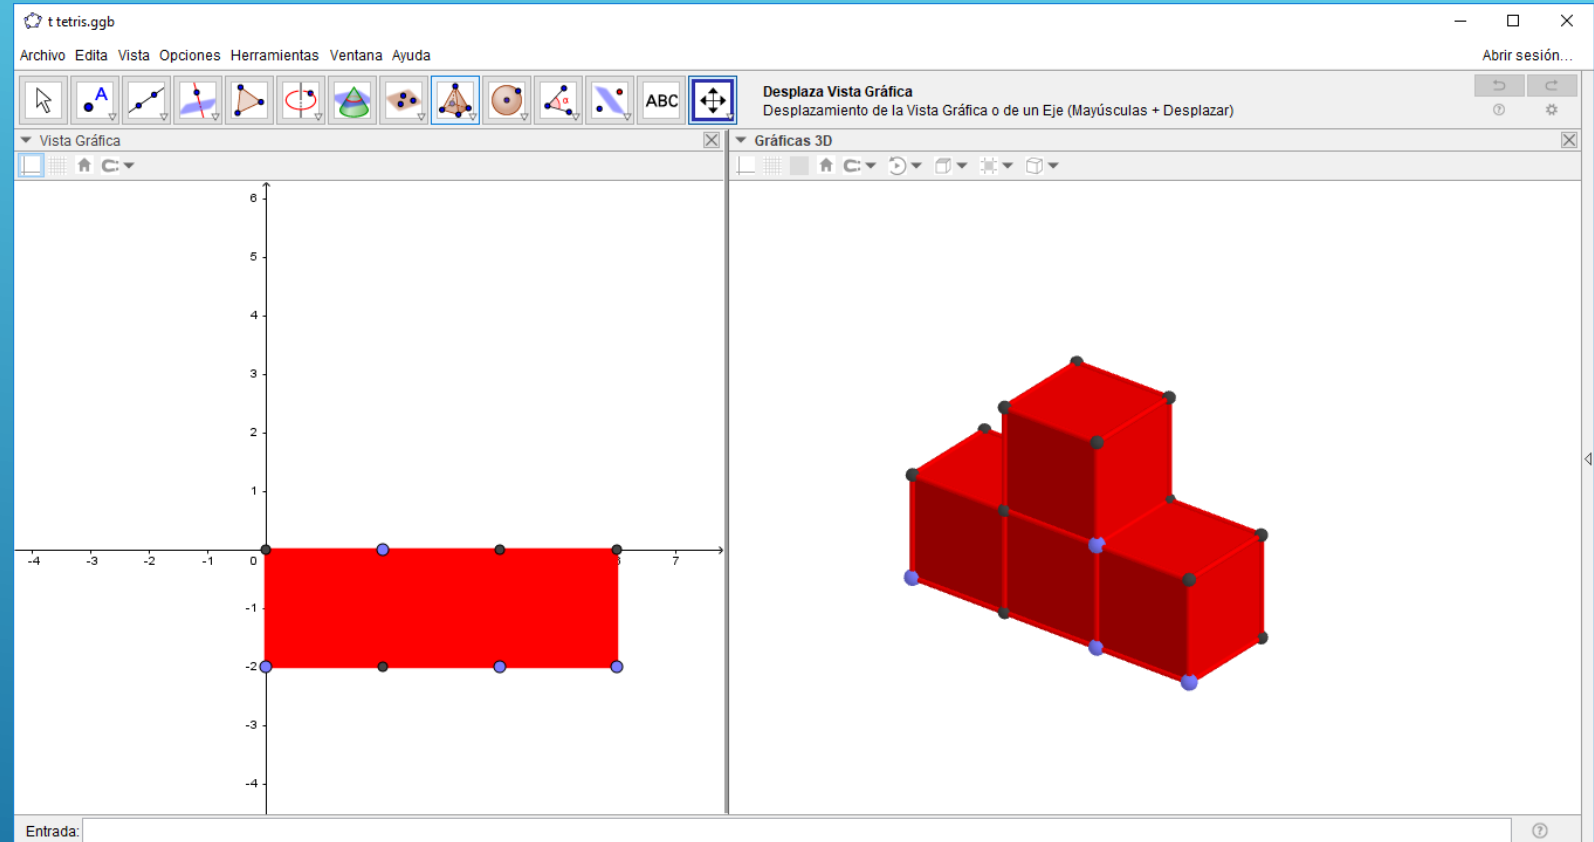 t tetris.ggb
Archivo Edita Vista Opciones Herramientas Ventana Ayuda
Abrir sesión...
A
α
ABC
Desplaza Vista Gráfica
Desplazamiento de la Vista Gráfica o de un Eje (Mayúsculas + Desplazar)
Vista Gráfica
Gráficas 3D
6
5
4
3
2
1
-4 -3 -2 -1 0 7
-1
-2
-3
-4
Entrada: